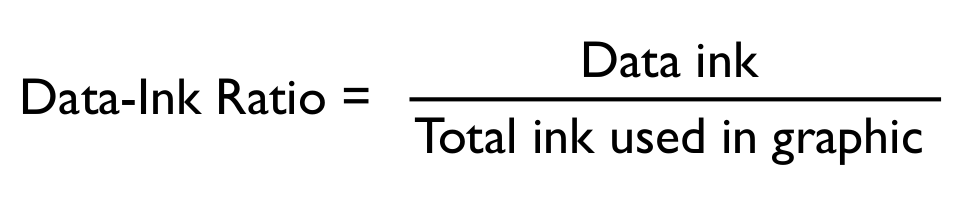 Data ink
Data-Ink Ratio =
Total ink used in graphic